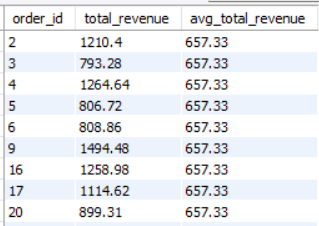 order_id total_revenue avg_total_revenue
2 1210.4 657.33
3 793.28 657.33
4 1264.64 657.33
5 806.72 657.33
6 808.86 657.33
9 1494.48 657.33
16 1258.98 657.33
17 1114.62 657.33
20 899.31 657.33